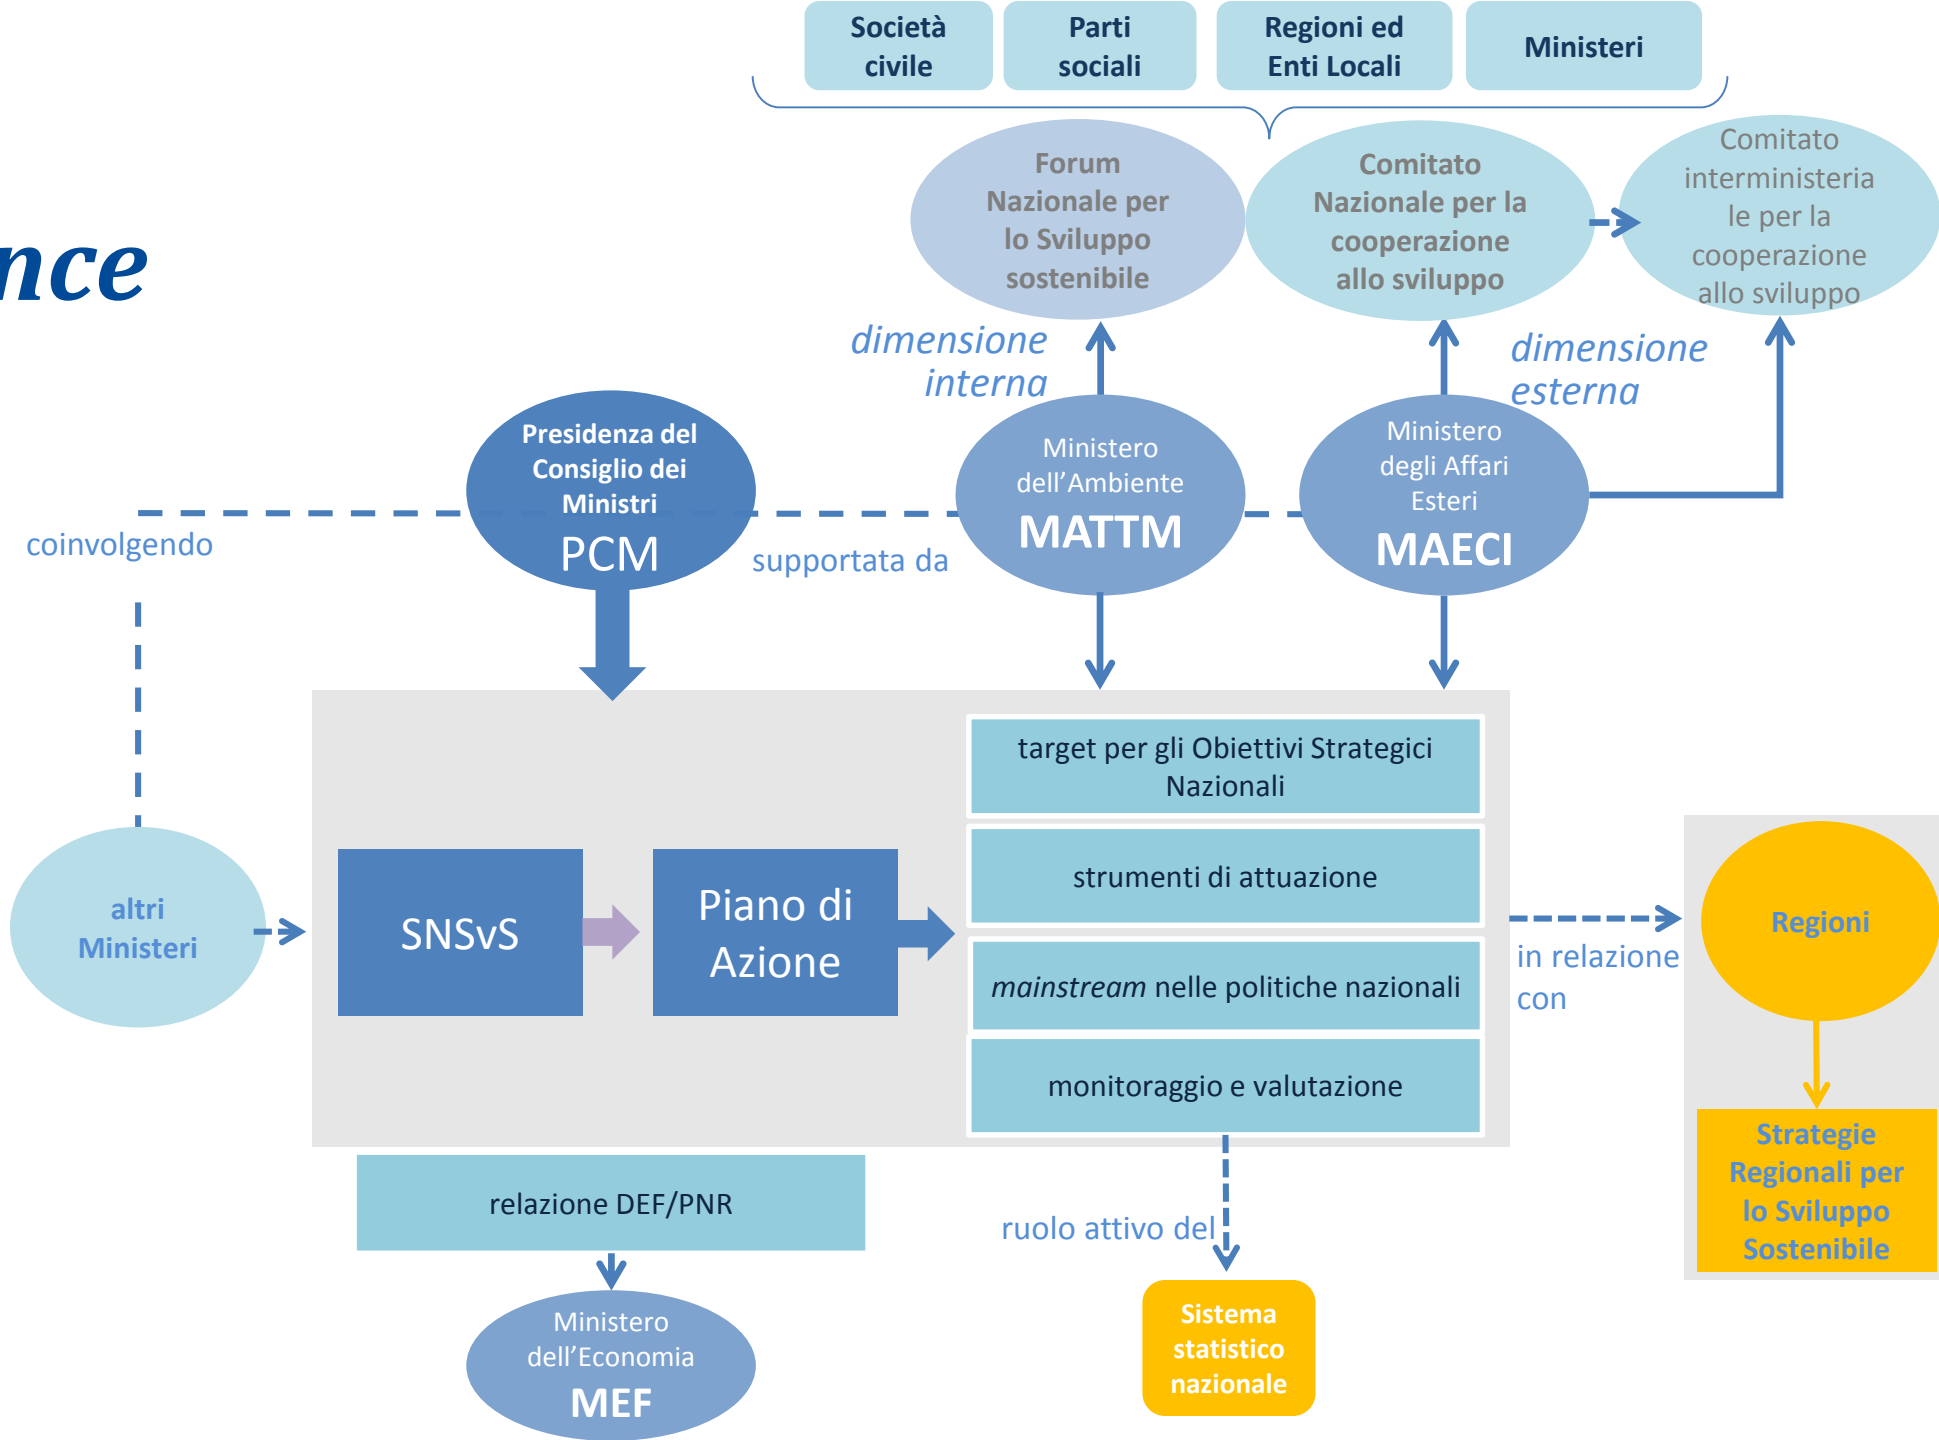 Società
civile
Parti
sociali
Regioni ed
Enti Locali
Ministeri
nce
Forum
Nazionale per
lo Sviluppo
sostenibile
Comitato
Nazionale per la
cooperazione
allo sviluppo
Comitato
interministeria
le per la
cooperazione
allo sviluppo
dimensione
interna
dimensione
esterna
Presidenza del
Consiglio dei
Ministri
PCM
Ministero
dell’Ambiente
MATTM
Ministero
degli Affari
Esteri
MAECI
coinvolgendo
supportata da
target per gli Obiettivi Strategici
Nazionali
strumenti di attuazione
mainstream nelle politiche nazionali
monitoraggio e valutazione
altri
Ministeri
SNSvS
Piano di
Azione
in relazione
con
Regioni
Strategie
Regionali per
lo Sviluppo
Sostenibile
relazione DEF/PNR
ruolo attivo del
Ministero
dell’Economia
MEF
Sistema
statistico
nazionale